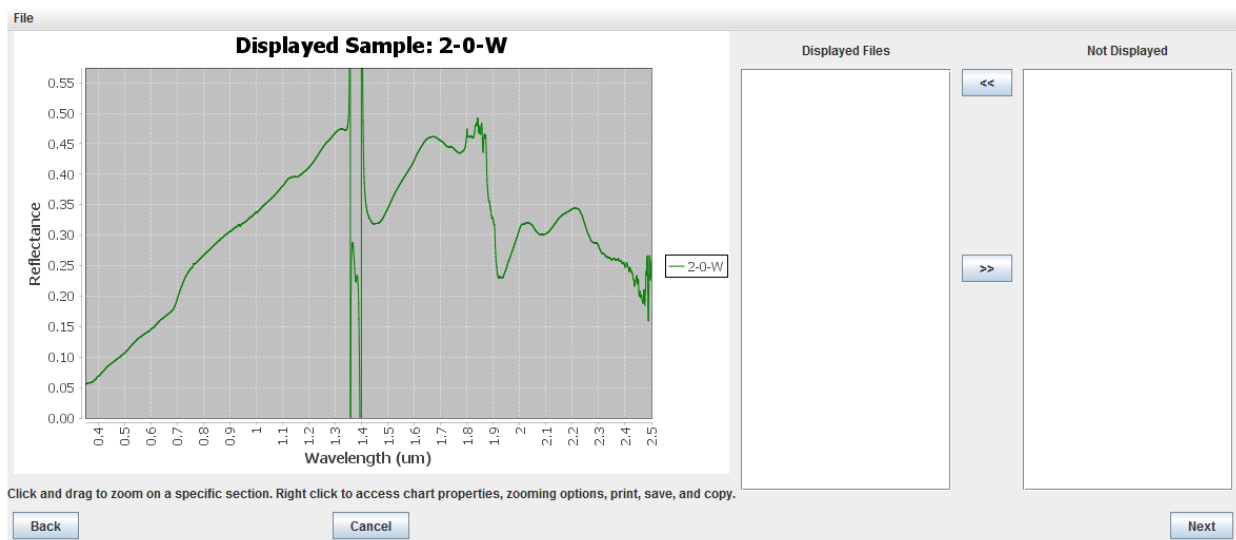 File
Displayed Sample: 2-0-W
Displayed Files
Not Displayed
0.55
0.50
0.45
0.40
0.35
0.30
0.25
0.20
0.15
0.10
0.05
0.00
Reflectance
0.4 0.5 0.6 0.7 0.8 0.9 1 1.1 1.2 1.3 1.4 1.5 1.6 1.7 1.8 1.9 2 2.1 2.2 2.3 2.4 2.5
Wavelength (um)
2-0-W
<<
>>
Click and drag to zoom on a specific section. Right click to access chart properties, zooming options, print, save, and copy.
Back
Cancel
Next